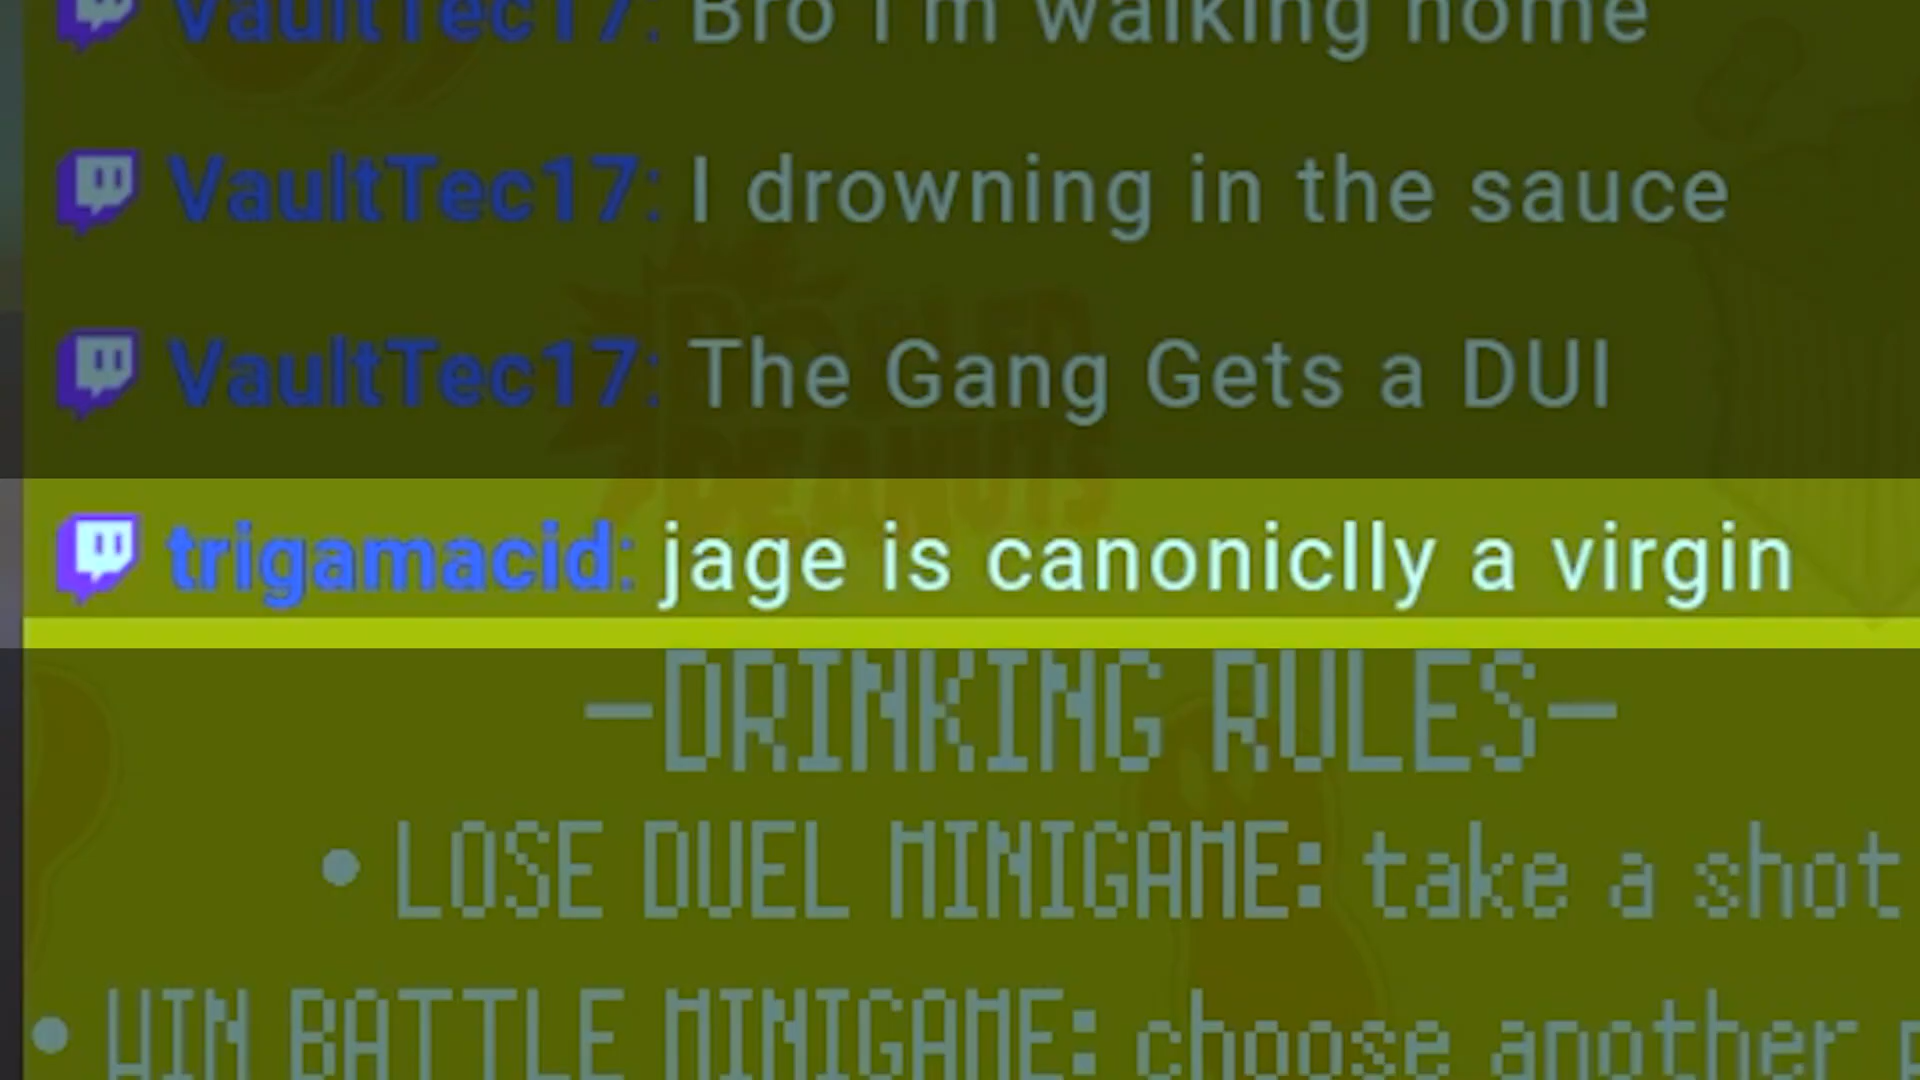 VaultTec17: Bro I'm walking home
VaultTec17: I drowning in the sauce
VaultTec17: The Gang Gets a DUI
trigamacid: jage is canoniclly a virgin
-DRINKING RULES-
• LOSE DUEL MINIGAME: take a shot
• WIN BATTLE MINIGAME: choose another